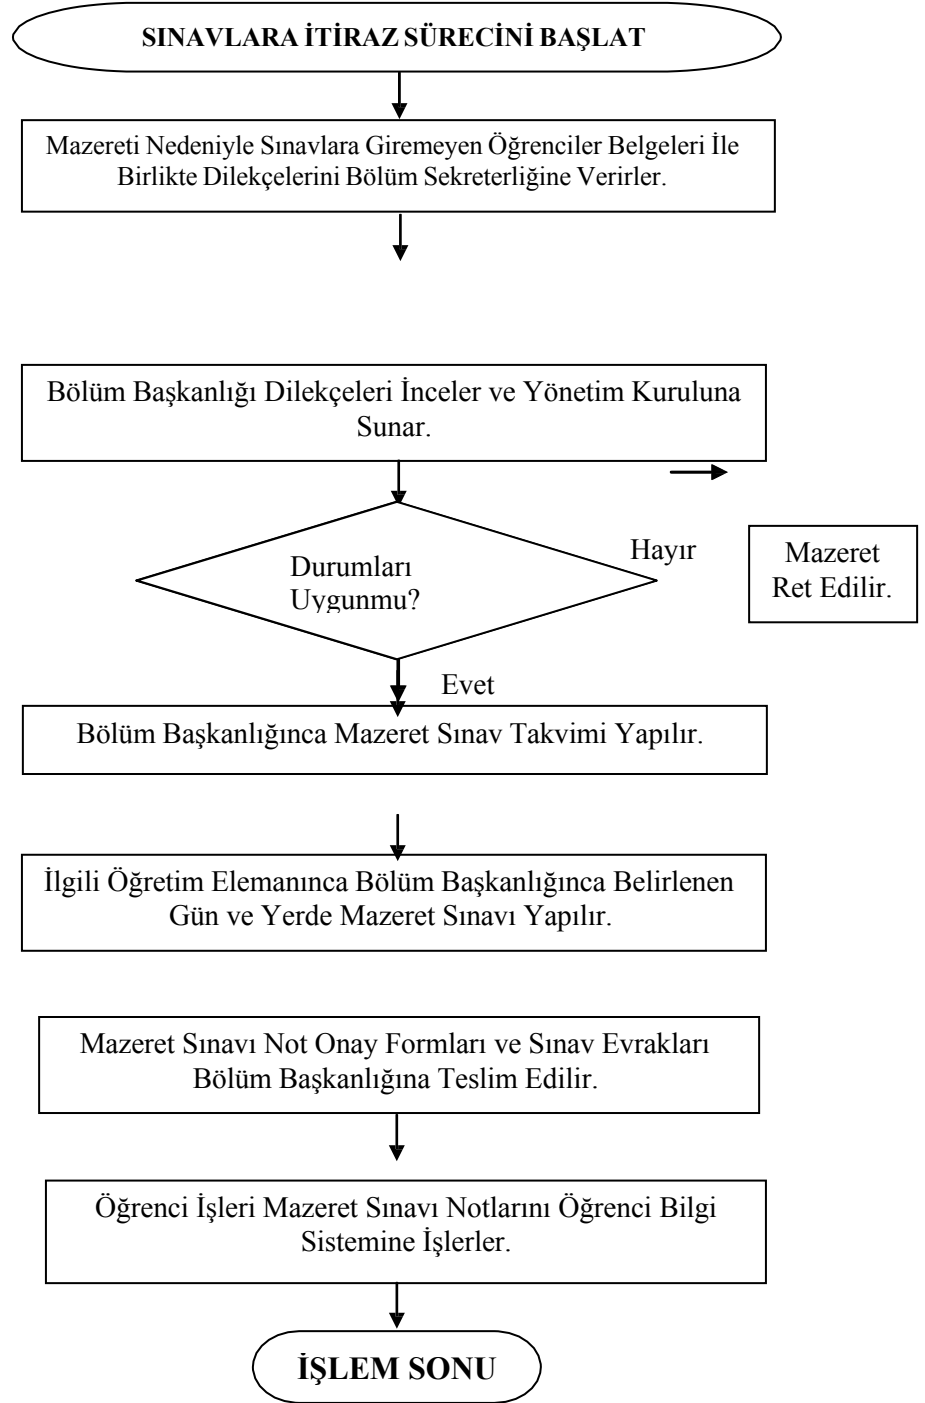 SINAVLARA İTİRAZ SÜRECİNİ BAŞLAT
Mazereti Nedeniyle Sınavlara Giremeyen Öğrenciler Belgeleri İle
Birlikte Dilekçelerini Bölüm Sekreterliğine Verirler.
Bölüm Başkanlığı Dilekçeleri İnceler ve Yönetim Kuruluna
Sunar.
Durumları
Uygunmu?
Hayır
Mazeret
Ret Edilir.
Evet
Bölüm Başkanlığınca Mazeret Sınav Takvimi Yapılır.
İlgili Öğretim Elemanınca Bölüm Başkanlığınca Belirlenen
Gün ve Yerde Mazeret Sınavı Yapılır.
Mazeret Sınavı Not Onay Formları ve Sınav Evrakları
Bölüm Başkanlığına Teslim Edilir.
Öğrenci İşleri Mazeret Sınavı Notlarını Öğrenci Bilgi
Sistemine İşlerler.
İŞLEM SONU